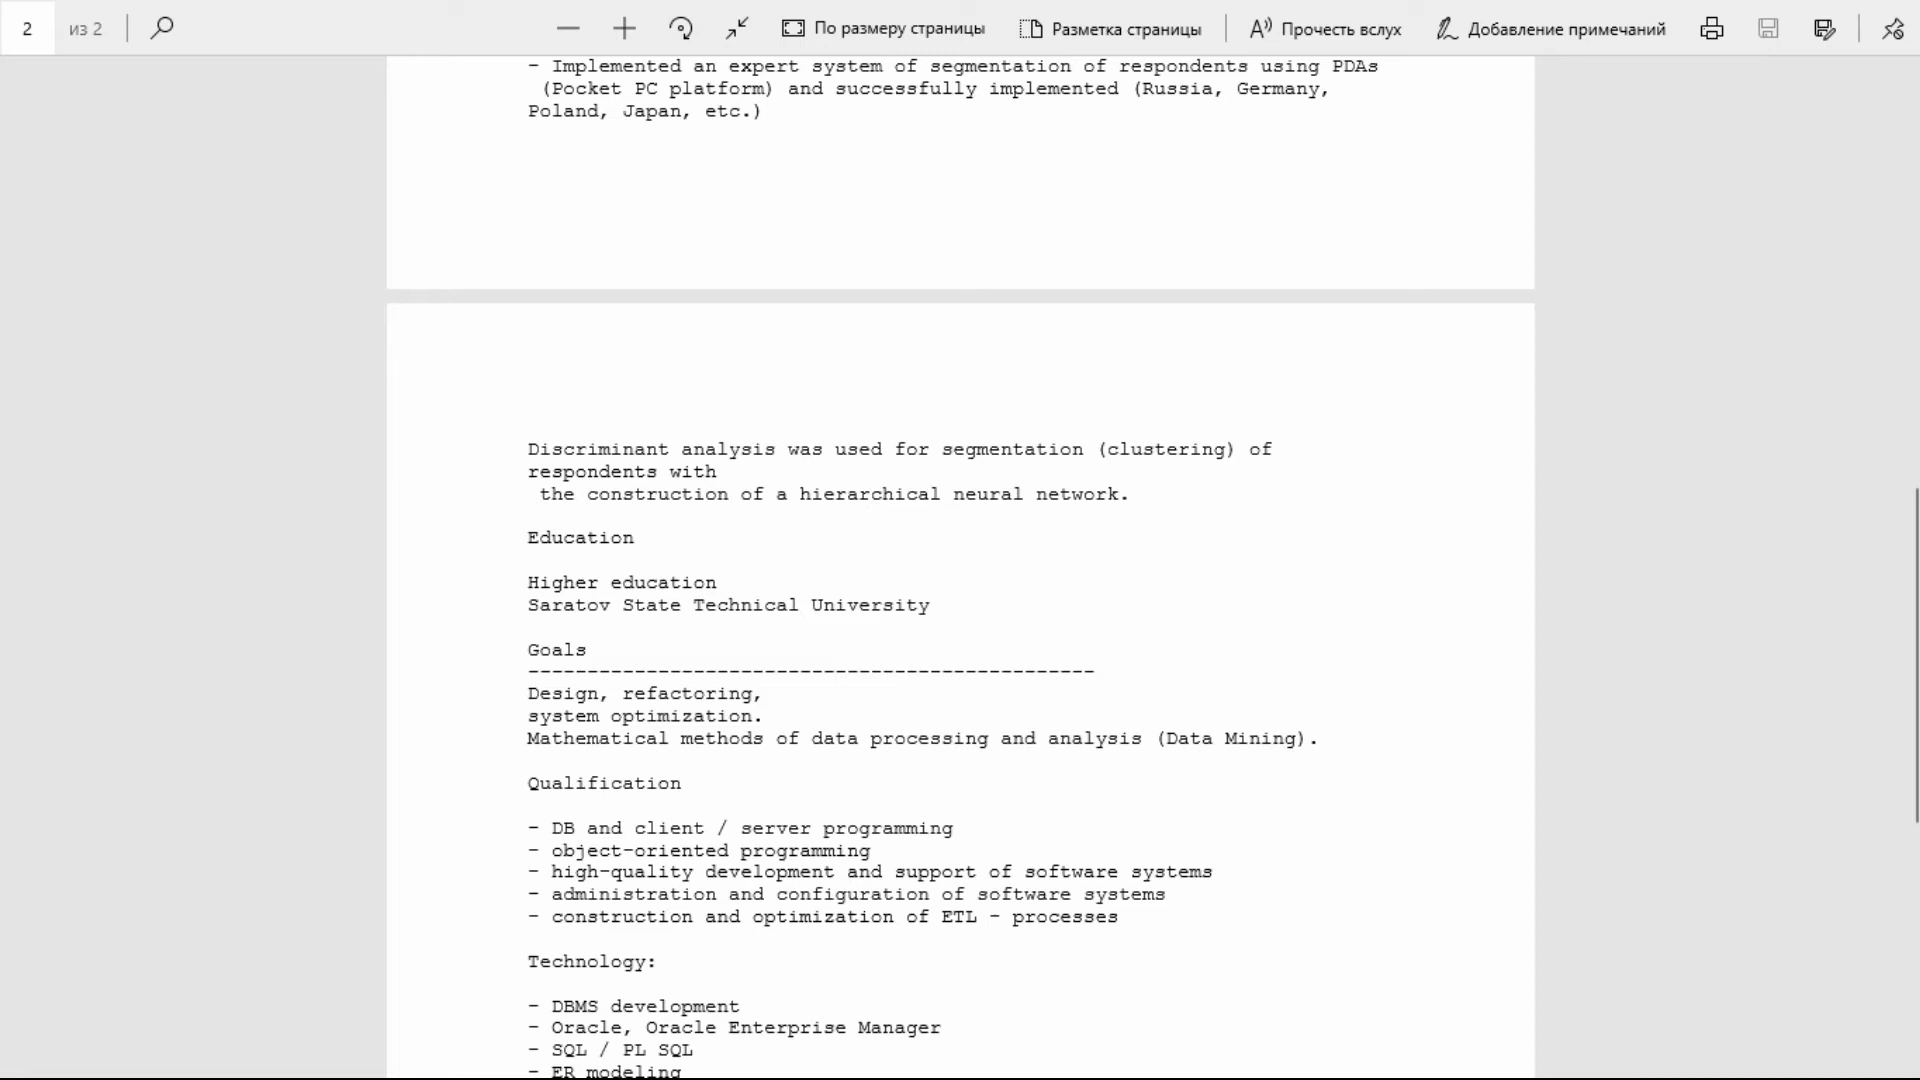 2 из 2 По размеру страницы Разметка страницы Прочесть вслух Добавление примечаний
- Implemented an expert system of segmentation of respondents using PDAs
(Pocket PC platform) and successfully implemented (Russia, Germany,
Poland, Japan, etc.)
Discriminant analysis was used for segmentation (clustering) of
respondents with
the construction of a hierarchical neural network.
Education
Higher education
Saratov State Technical University
Goals
------------------------------------------------
Design, refactoring,
system optimization.
Mathematical methods of data processing and analysis (Data Mining).
Qualification
- DB and client / server programming
- object-oriented programming
- high-quality development and support of software systems
- administration and configuration of software systems
- construction and optimization of ETL - processes
Technology:
- DBMS development
- Oracle, Oracle Enterprise Manager
- SQL / PL SQL
- ER modeling